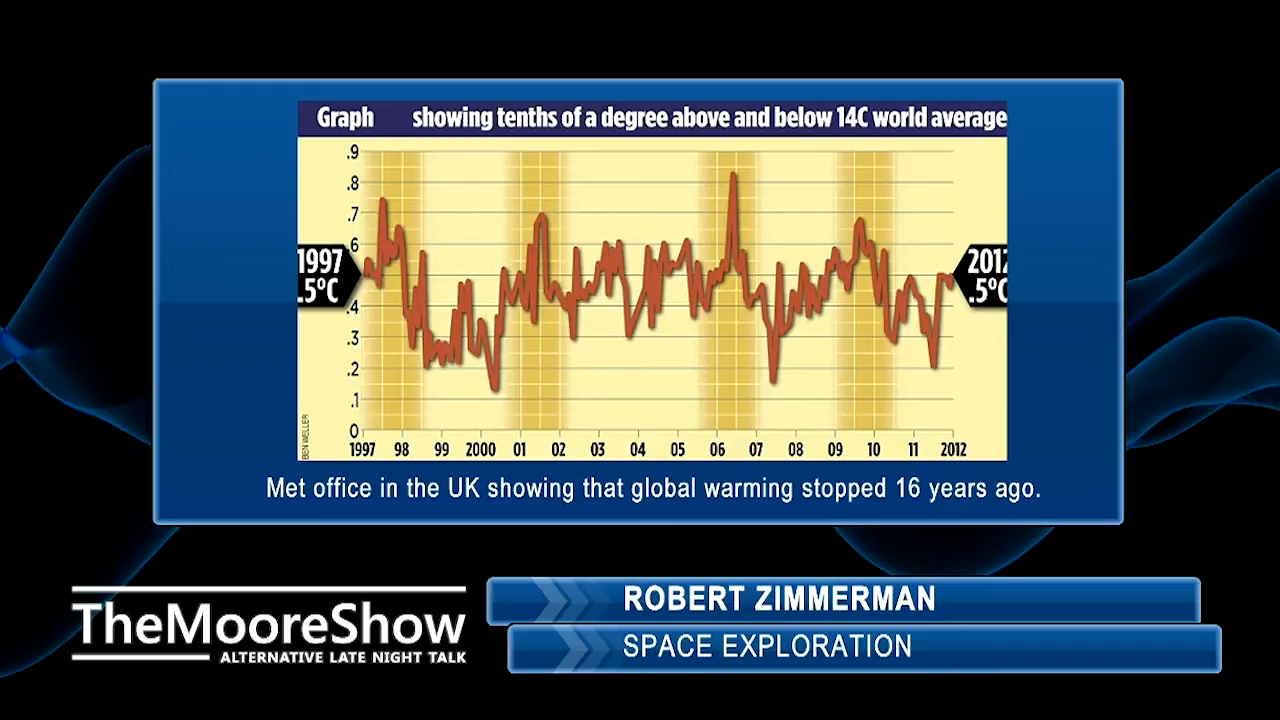 Graph showing tenths of a degree above and below 14C world average
.9
.8
.7
.6
.4
.3
.2
.1
0
1997
.5°C
2012
.5°C
BEN WELLER
1997 98 99 2000 01 02 03 04 05 06 07 08 09 10 11 2012
Met office in the UK showing that global warming stopped 16 years ago.
TheMooreShow
ALTERNATIVE LATE NIGHT TALK
ROBERT ZIMMERMAN
SPACE EXPLORATION